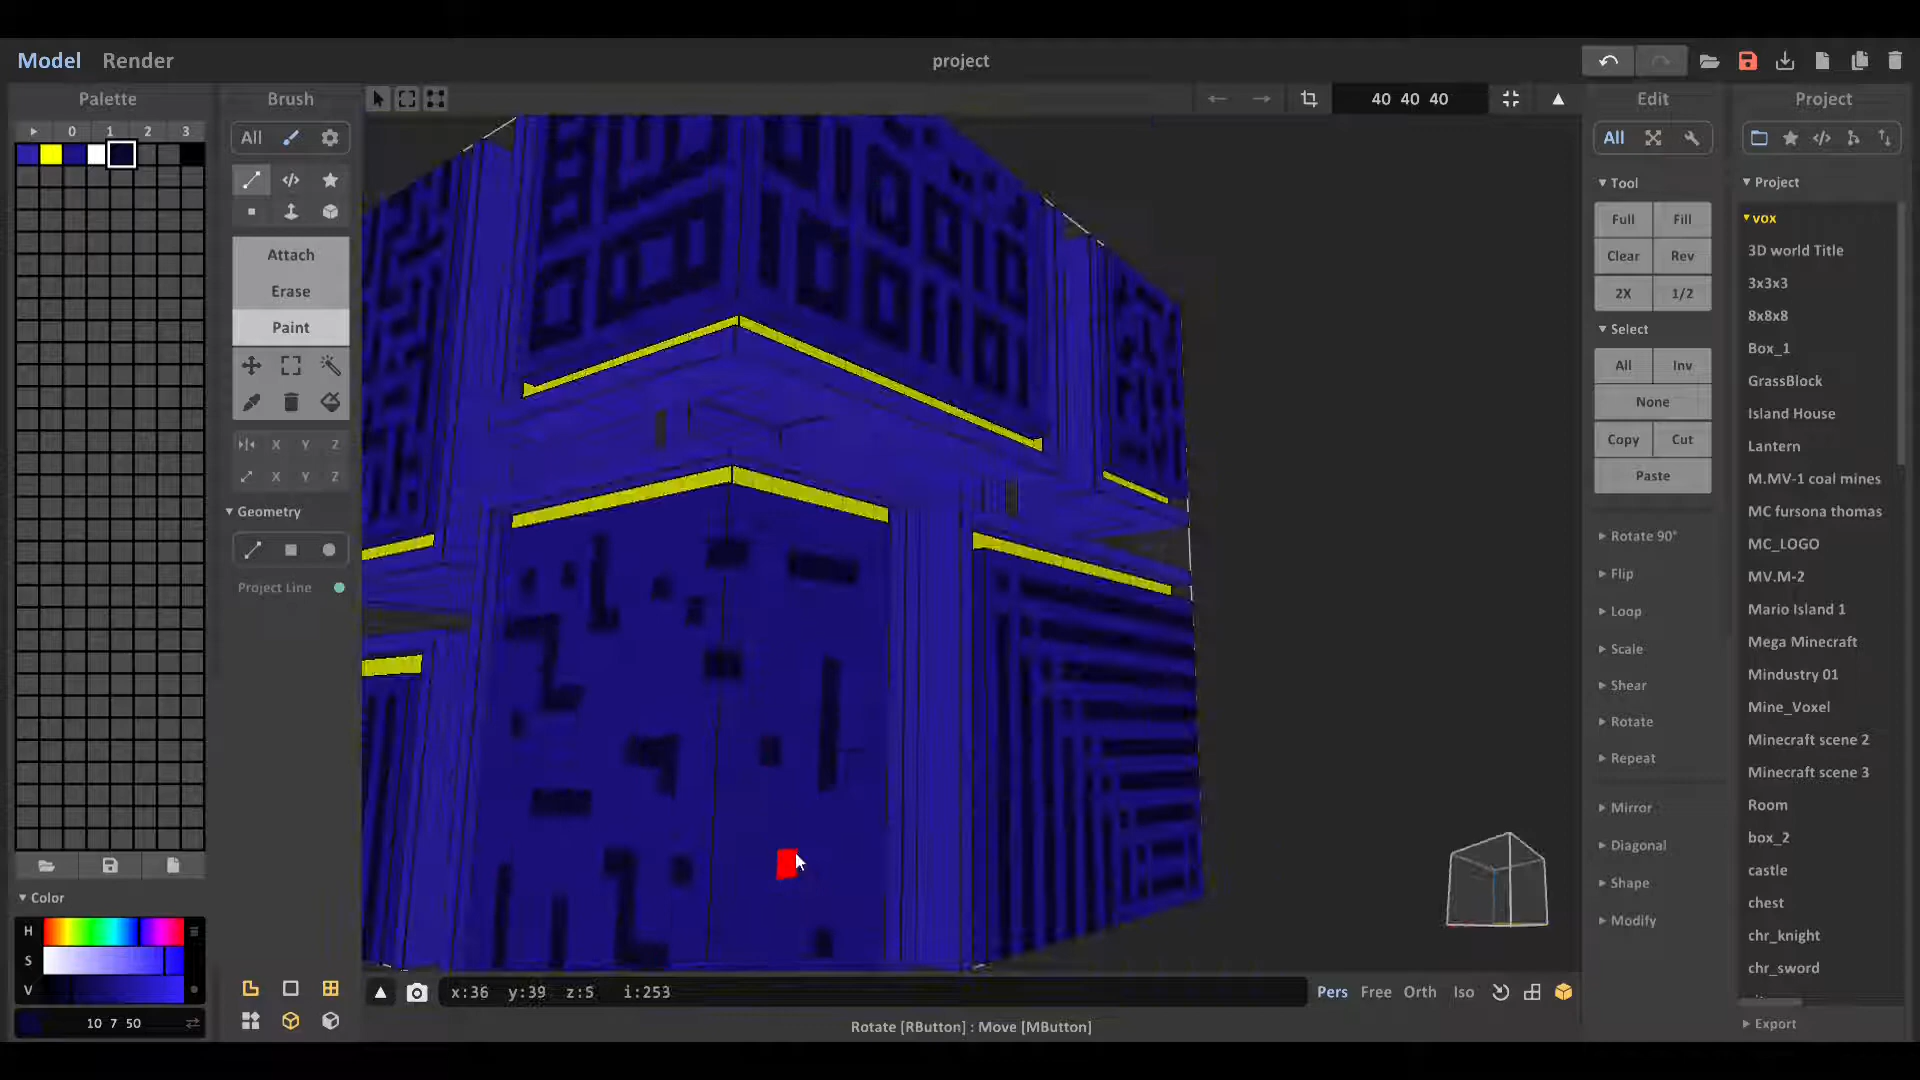 Model Render project
Palette Brush 40 40 40 Edit Project
0 1 2 3
All All
Tool Project
Full Fill vox
Attach Clear Rev 3D world Title
Erase 2X 1/2 3x3x3
Paint Select 8x8x8
All Inv Box_1
None GrassBlock
X Y Z Copy Cut Island House
X Y Z Paste Lantern
Geometry M.MV-1 coal mines
Rotate 90° MC fursona thomas
Project Line Flip MC_LOGO
Loop MV.M-2
Scale Mario Island 1
Shear Mega Minecraft
Rotate Mindustry 01
Repeat Mine_Voxel
Mirror Minecraft scene 2
Diagonal Minecraft scene 3
Shape Room
Modify box_2
castle
chest
chr_knight
chr_sword
Color
H
S
V
10 7 50
x:36 y:39 z:5 i:253 Pers Free Orth Iso
Rotate [RButton] : Move [MButton] Export